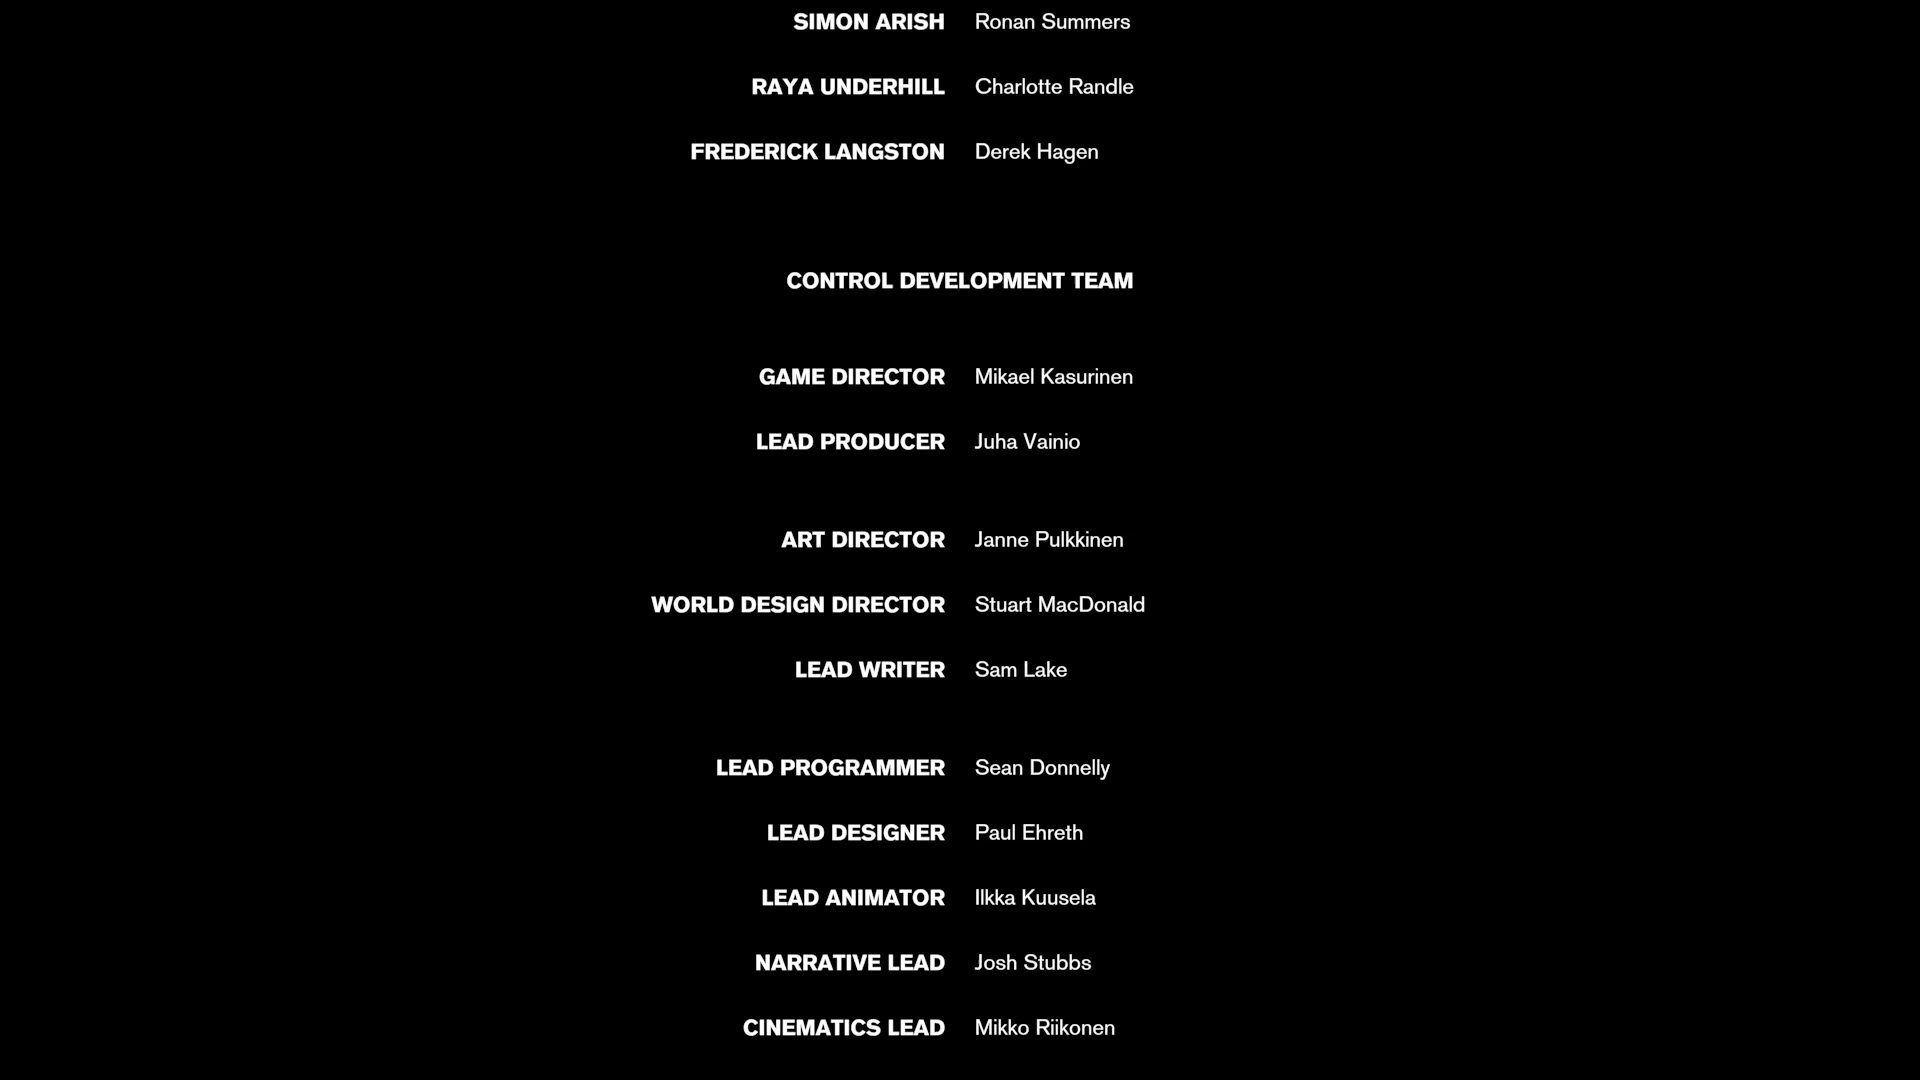 SIMON ARISH Ronan Summers
RAYA UNDERHILL Charlotte Randle
FREDERICK LANGSTON Derek Hagen
CONTROL DEVELOPMENT TEAM
GAME DIRECTOR Mikael Kasurinen
LEAD PRODUCER Juha Vainio
ART DIRECTOR Janne Pulkkinen
WORLD DESIGN DIRECTOR Stuart MacDonald
LEAD WRITER Sam Lake
LEAD PROGRAMMER Sean Donnelly
LEAD DESIGNER Paul Ehreth
LEAD ANIMATOR Ilkka Kuusela
NARRATIVE LEAD Josh Stubbs
CINEMATICS LEAD Mikko Riikonen